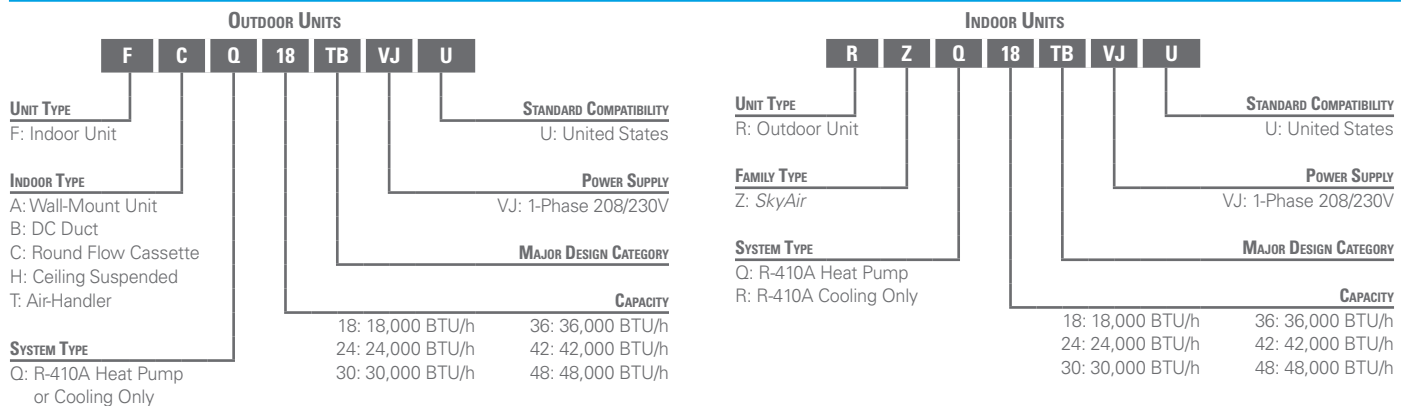 OUTDOOR UNITS
F C Q 18 TB VJ U
UNIT TYPE
F: Indoor Unit
INDOOR TYPE
A: Wall-Mount Unit
B: DC Duct
C: Round Flow Cassette
H: Ceiling Suspended
T: Air-Handler
SYSTEM TYPE
Q: R-410A Heat Pump
or Cooling Only
STANDARD COMPATIBILITY
U: United States
POWER SUPPLY
VJ: 1-Phase 208/230V
MAJOR DESIGN CATEGORY
CAPACITY
18: 18,000 BTU/h 36: 36,000 BTU/h
24: 24,000 BTU/h 42: 42,000 BTU/h
30: 30,000 BTU/h 48: 48,000 BTU/h
INDOOR UNITS
R Z Q 18 TB VJ U
UNIT TYPE
R: Outdoor Unit
FAMILY TYPE
Z: SkyAir
SYSTEM TYPE
Q: R-410A Heat Pump
R: R-410A Cooling Only
STANDARD COMPATIBILITY
U: United States
POWER SUPPLY
VJ: 1-Phase 208/230V
MAJOR DESIGN CATEGORY
CAPACITY
18: 18,000 BTU/h 36: 36,000 BTU/h
24: 24,000 BTU/h 42: 42,000 BTU/h
30: 30,000 BTU/h 48: 48,000 BTU/h